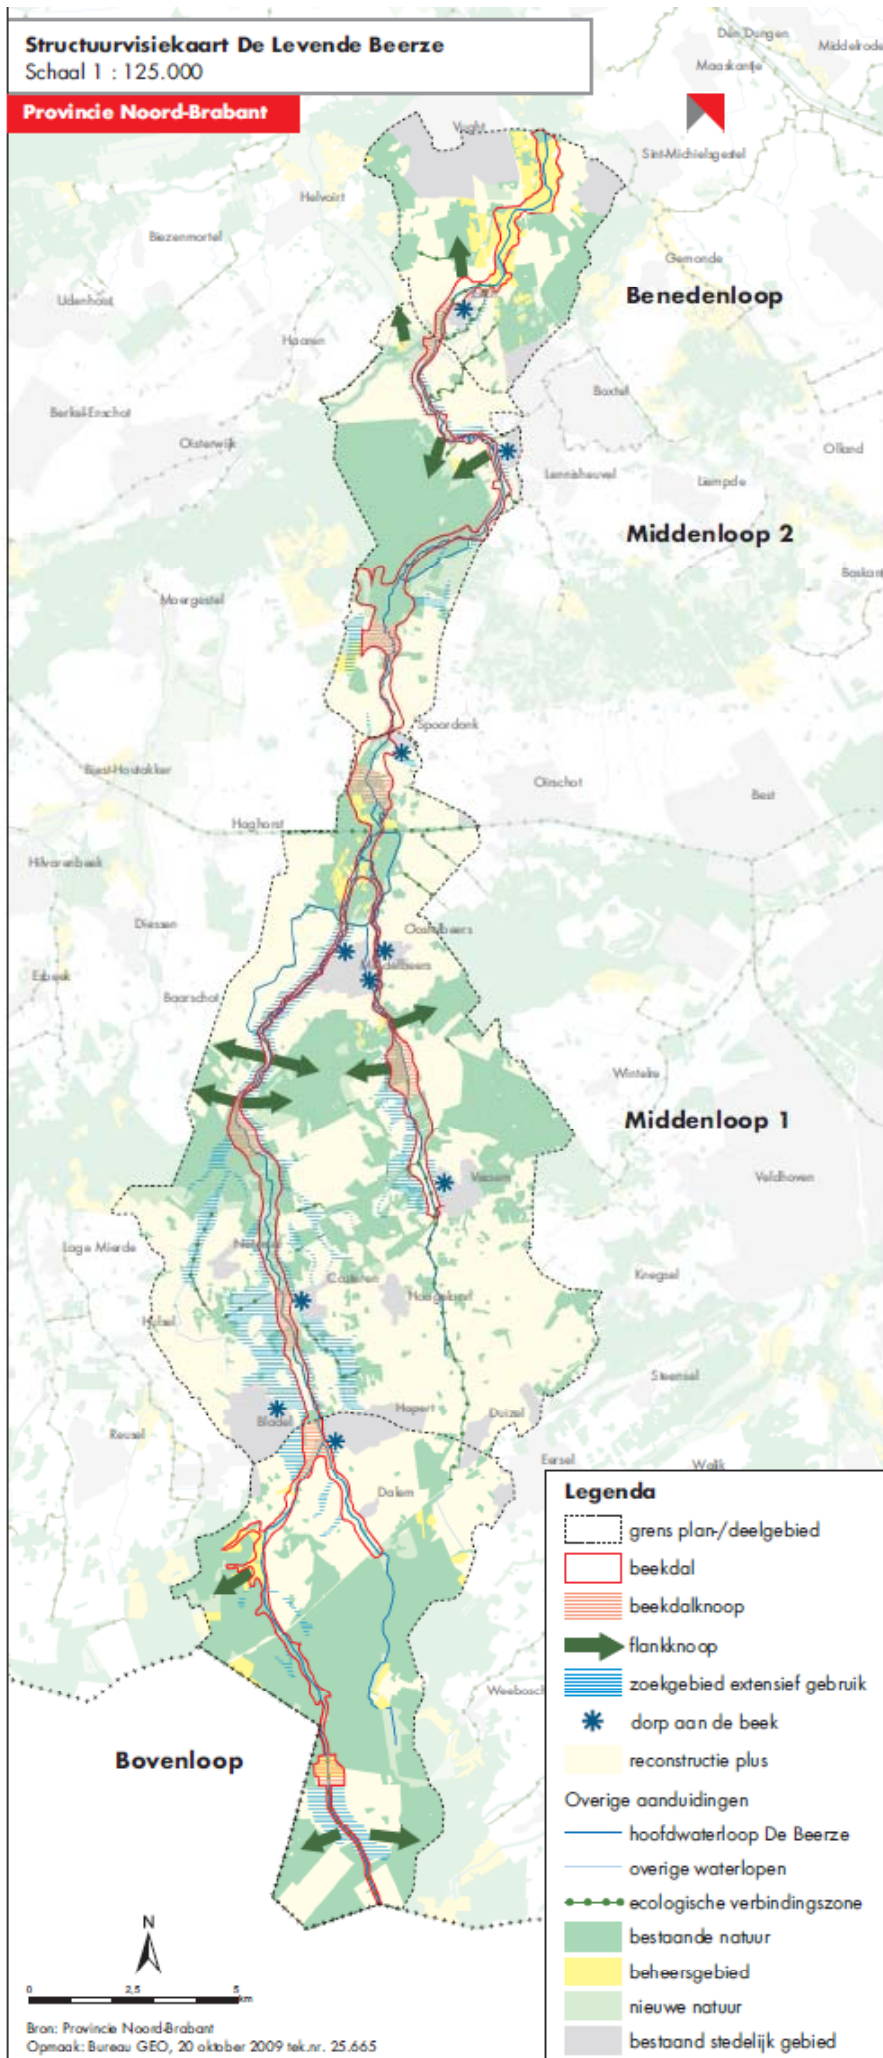 Structuurvisiekaart De Levende Beerze
Schaal 1 : 125.000
Provincie Noord-Brabant
Den Dungen
Middelrode
Maaskantje
Vught
Sint-Michielsgestel
Helvoirt
Biezenmortel
Gemonde
Benedenloop
Udenhout
Esch
Haaren
Boxtel
Berkel-Enschot
Oisterwijk
Olland
Lennisheuvel
Liempde
Middenloop 2
Moergestel
Spoordonk
Biest-Houtakker
Oirschot
Best
Haghorst
Hilvarenbeek
Diessen
Oostelbeers
Middelbeers
Esbeek
Baarschot
Wintelre
Middenloop 1
Vessem
Veldhoven
Lage Mierde
Netersel
Casteren
Knegsel
Hoogeloon
Hulsel
Steensel
Hapert
Duizel
Bladel
Reusel
Eersel
Walik
Dalem
Weebosch
Bovenloop
Legenda
grens plan-/deelgebied
beekdal
beekdalknoop
flankknoop
zoekgebied extensief gebruik
dorp aan de beek
reconstructie plus
Overige aanduidingen
hoofdwaterloop De Beerze
overige waterlopen
ecologische verbindingszone
bestaande natuur
beheersgebied
nieuwe natuur
bestaand stedelijk gebied
N
0 2,5 5
km
Bron: Provincie Noord-Brabant
Opmaak: Bureau GEO, 20 oktober 2009 tek.nr. 25.665